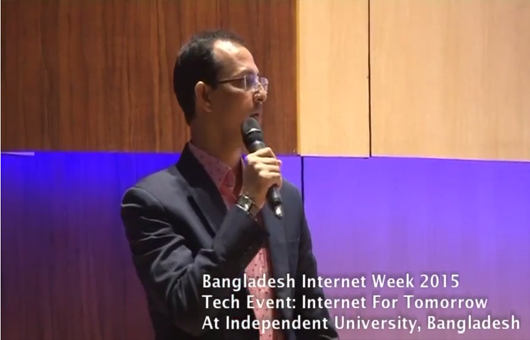 Bangladesh Internet Week 2015
Tech Event: Internet For Tomorrow
At Independent University, Bangladesh